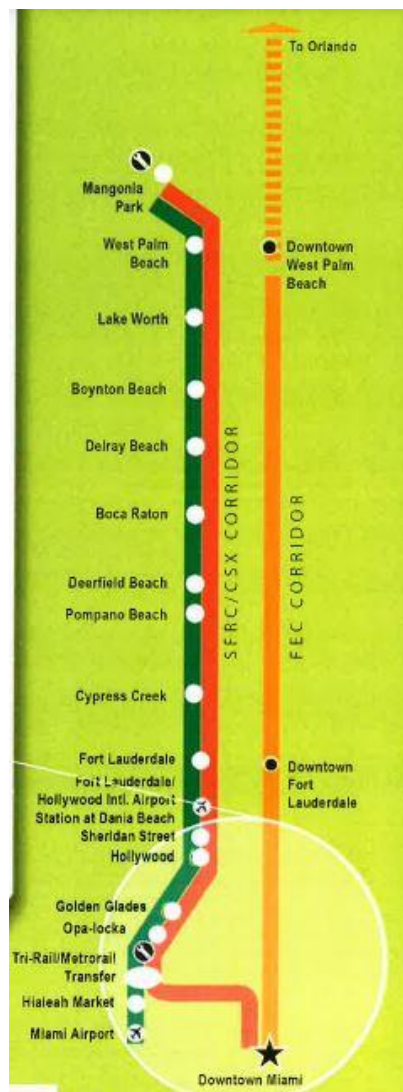 To Orlando
Mangonia
Park
West Palm
Beach
Downtown
West Palm
Beach
Lake Worth
Boynton Beach
Delray Beach
SFRC/CSX CORRIDOR
FEC CORRIDOR
Boca Raton
Deerfield Beach
Pompano Beach
Cypress Creek
Fort Lauderdale
Downtown
Fort
Lauderdale
Fort Lauderdale/
Hollywood Intl. Airport
Station at Dania Beach
Sheridan Street
Hollywood
Golden Glades
Opa-locka
Tri-Rail/Metrorail
Transfer
Hialeah Market
Miami Airport
Downtown Miami